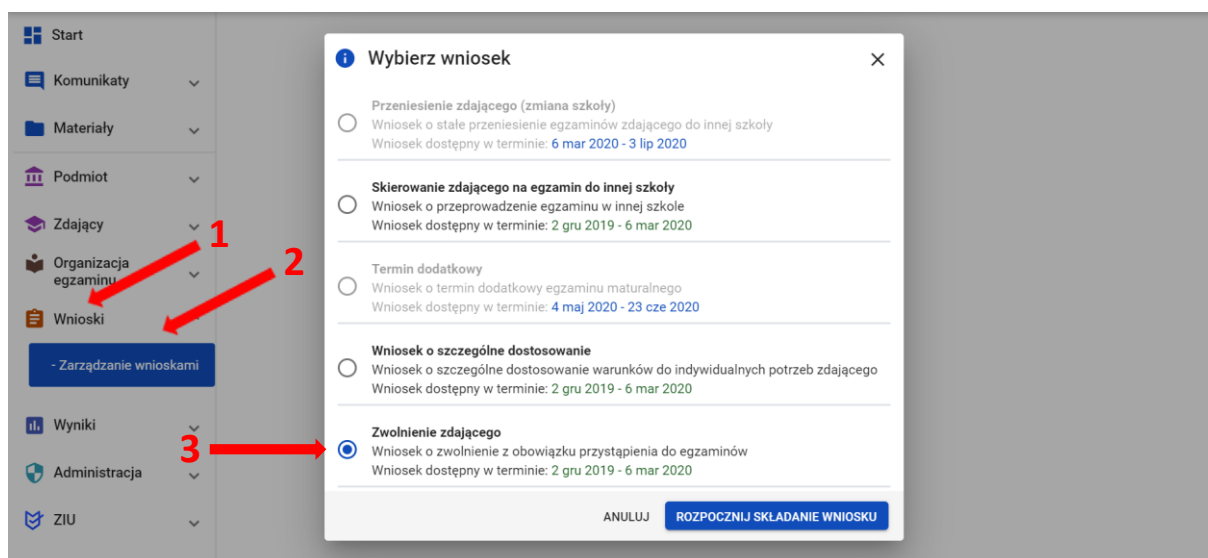 Start
Komunikaty
Materiały
Podmiot
Zdający
Organizacja
egzaminu
Wnioski
- Zarządzanie wnioskami
Wyniki
Administracja
ZIU
1
2
3
Wybierz wniosek
Przeniesienie zdającego (zmiana szkoły)
Wniosek o stałe przeniesienie egzaminów zdającego do innej szkoły
Wniosek dostępny w terminie: 6 mar 2020 - 3 lip 2020
Skierowanie zdającego na egzamin do innej szkoły
Wniosek o przeprowadzenie egzaminu w innej szkole
Wniosek dostępny w terminie: 2 gru 2019 - 6 mar 2020
Termin dodatkowy
Wniosek o termin dodatkowy egzaminu maturalnego
Wniosek dostępny w terminie: 4 maj 2020 - 23 cze 2020
Wniosek o szczególne dostosowanie
Wniosek o szczególne dostosowanie warunków do indywidualnych potrzeb zdającego
Wniosek dostępny w terminie: 2 gru 2019 - 6 mar 2020
Zwolnienie zdającego
Wniosek o zwolnienie z obowiązku przystąpienia do egzaminów
Wniosek dostępny w terminie: 2 gru 2019 - 6 mar 2020
ANULUJ
ROZPOCZNIJ SKŁADANIE WNIOSKU